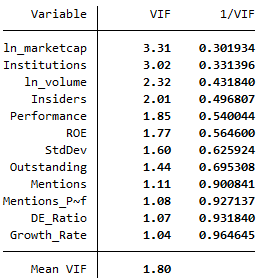 Variable VIF 1/VIF
ln_marketcap 3.31 0.301934
Institutions 3.02 0.331396
ln_volume 2.32 0.431840
Insiders 2.01 0.496807
Performance 1.85 0.540044
ROE 1.77 0.564600
StdDev 1.60 0.625924
Outstanding 1.44 0.695308
Mentions 1.11 0.900841
Mentions_P~f 1.08 0.927137
DE_Ratio 1.07 0.931840
Growth_Rate 1.04 0.964645
Mean VIF 1.80